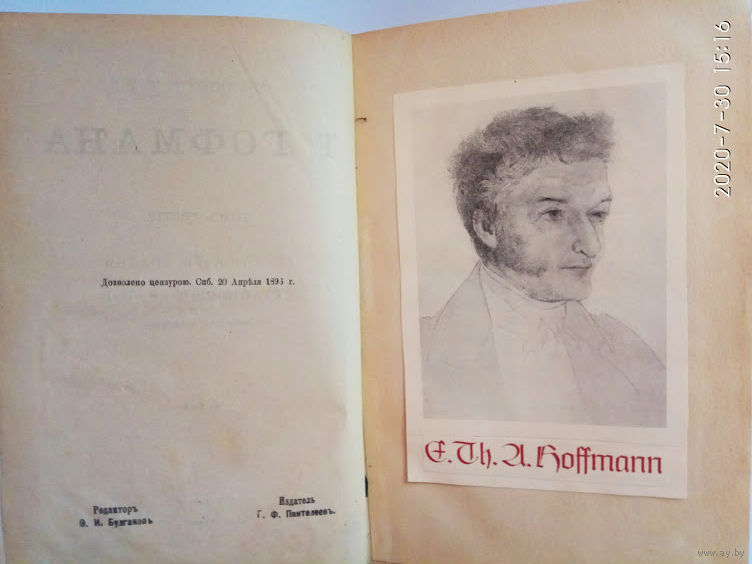 Дозволено цензурою. Спб. 20 Апрѣля 1896 г.
Редакторъ
Ѳ. И. Булгаковъ
Издатель
Г. Ф. Пантелеевъ.
E. Th. A. Hoffmann
2020-7-30 15:16
www.ay.by